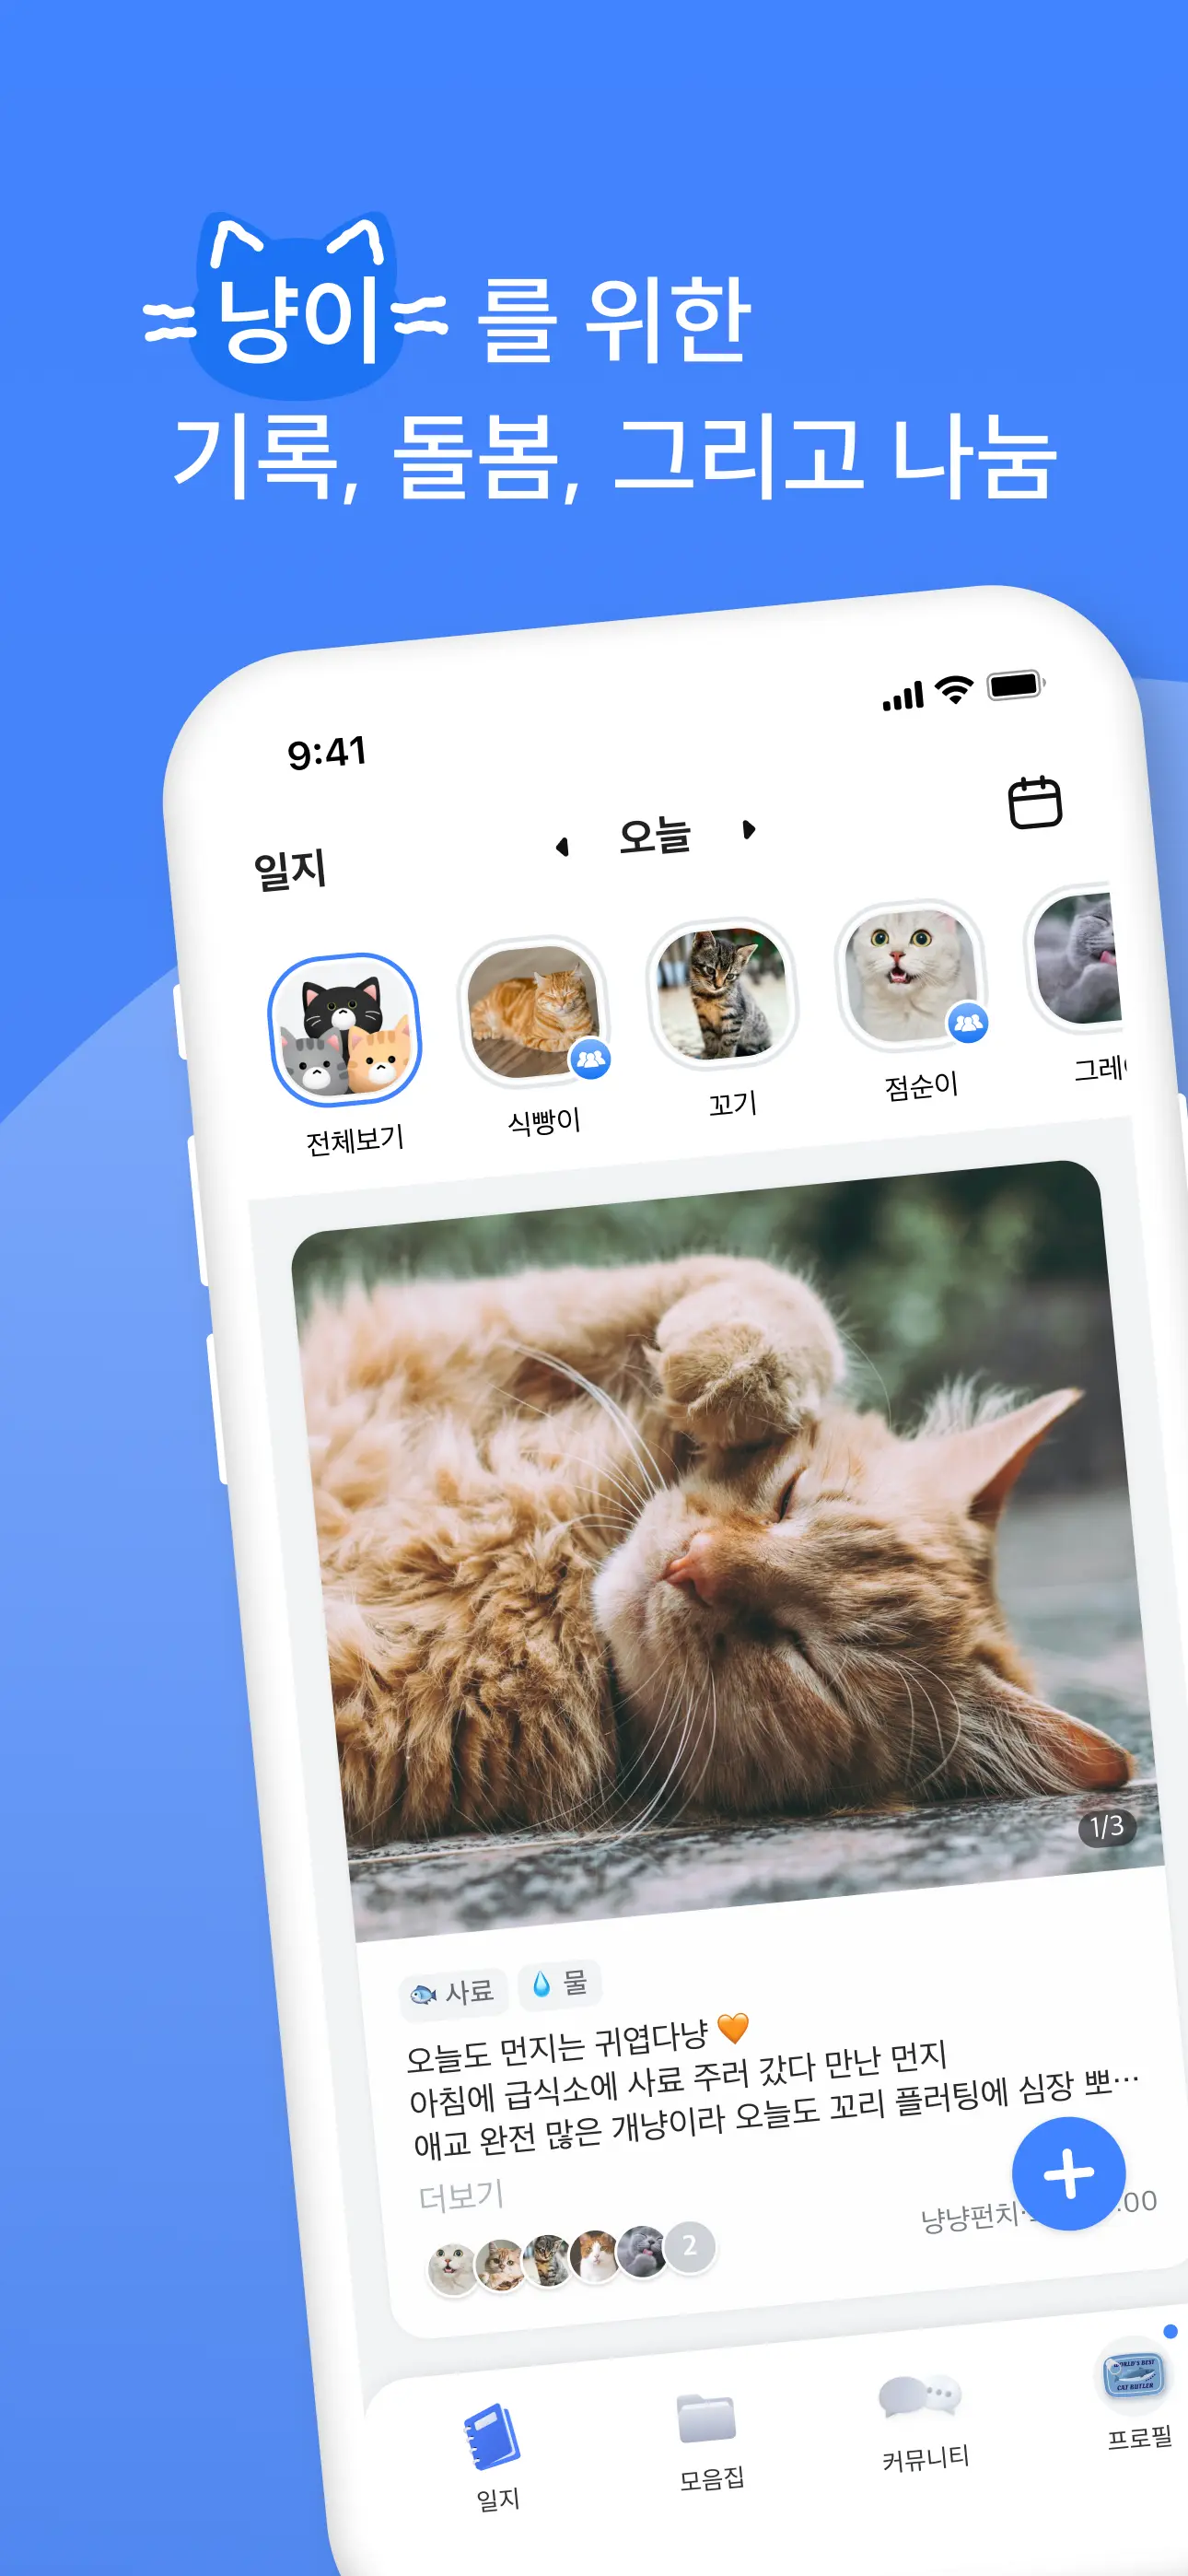 냥이를 위한
기록, 돌봄, 그리고 나눔
9:41
일지
오늘
전체보기
식빵이
꼬기
점순이
그레
1/3
사료
물
오늘도 먼지는 귀엽다냥 🧡
아침에 급식소에 사료 주러 갔다 만난 먼지
애교 완전 많은 개냥이라 오늘도 꼬리 플러팅에 심장 뽀…
더보기
냥냥펀치
:00
2
일지
모음집
커뮤니티
WORLD'S BEST
CAT BUTLER
프로필